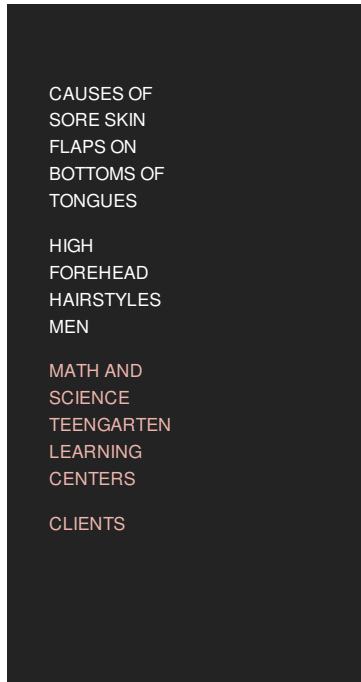 CAUSES OF
SORE SKIN
FLAPS ON
BOTTOMS OF
TONGUES
HIGH
FOREHEAD
HAIRSTYLES
MEN
MATH AND
SCIENCE
TEENGARTEN
LEARNING
CENTERS
CLIENTS